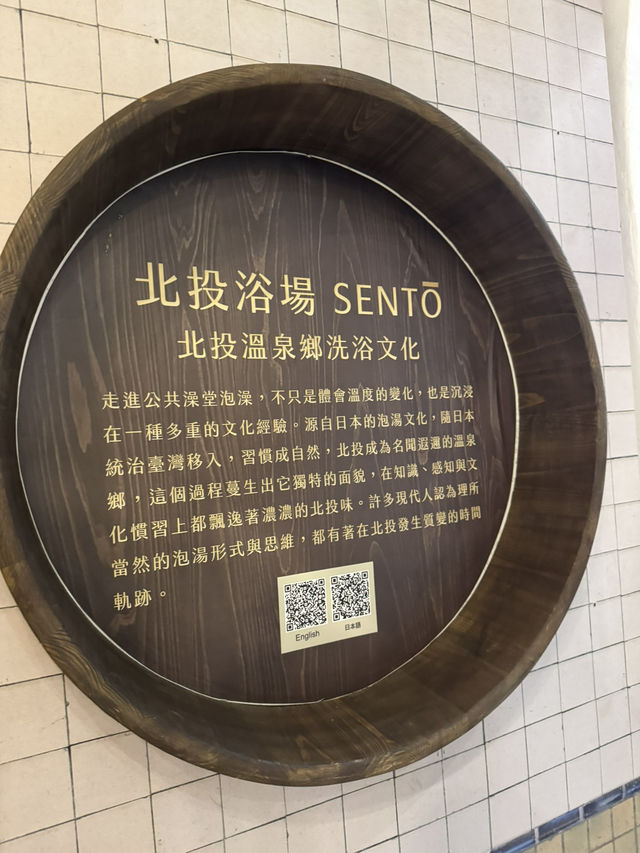 北投浴場 SENTŌ
北投溫泉鄉洗浴文化
走進公共澡堂泡澡，不只是體會溫度的變化，也是沉浸
在一種多重的文化經驗。源自日本的泡湯文化，隨日本
統治臺灣移入，習慣成自然，北投成為名聞遐邇的溫泉
鄉，這個過程蔓生出它獨特的面貌，在知識、感知與文
化慣習上都飄逸著濃濃的北投味。許多現代人認為理所
當然的泡湯形式與思維，都有著在北投發生質變的時間
軌跡。
English 日本語